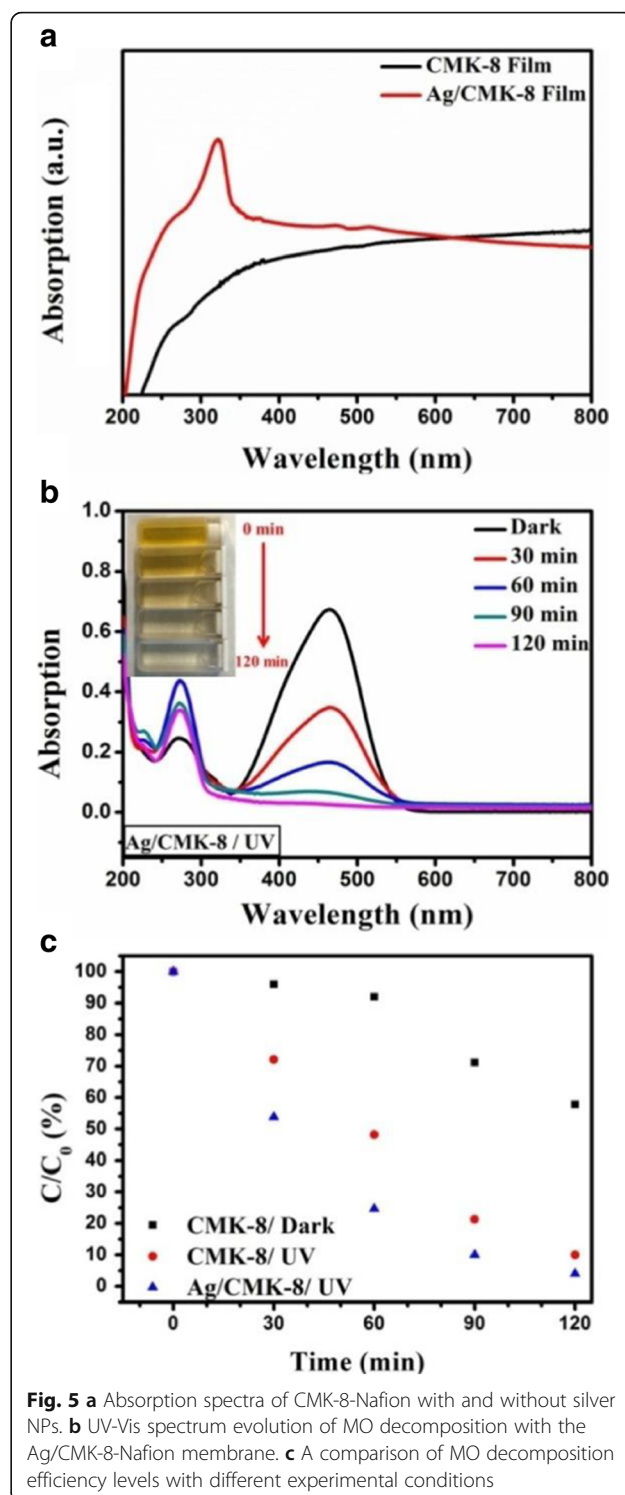 a
CMK-8 Film
Ag/CMK-8 Film
Absorption (a.u.)
200 300 400 500 600 700 800
Wavelength (nm)
b
1.0
0.8
0.6
0.4
0.2
0.0
Absorption
0 min
120 min
Dark
30 min
60 min
90 min
120 min
Ag/CMK-8 / UV
200 300 400 500 600 700 800
Wavelength (nm)
c
100
90
80
70
60
50
40
30
20
10
0
C/C₀ (%)
CMK-8/ Dark
CMK-8/ UV
Ag/CMK-8/ UV
0 30 60 90 120
Time (min)
Fig. 5 a Absorption spectra of CMK-8-Nafion with and without silver
NPs. b UV-Vis spectrum evolution of MO decomposition with the
Ag/CMK-8-Nafion membrane. c A comparison of MO decomposition
efficiency levels with different experimental conditions